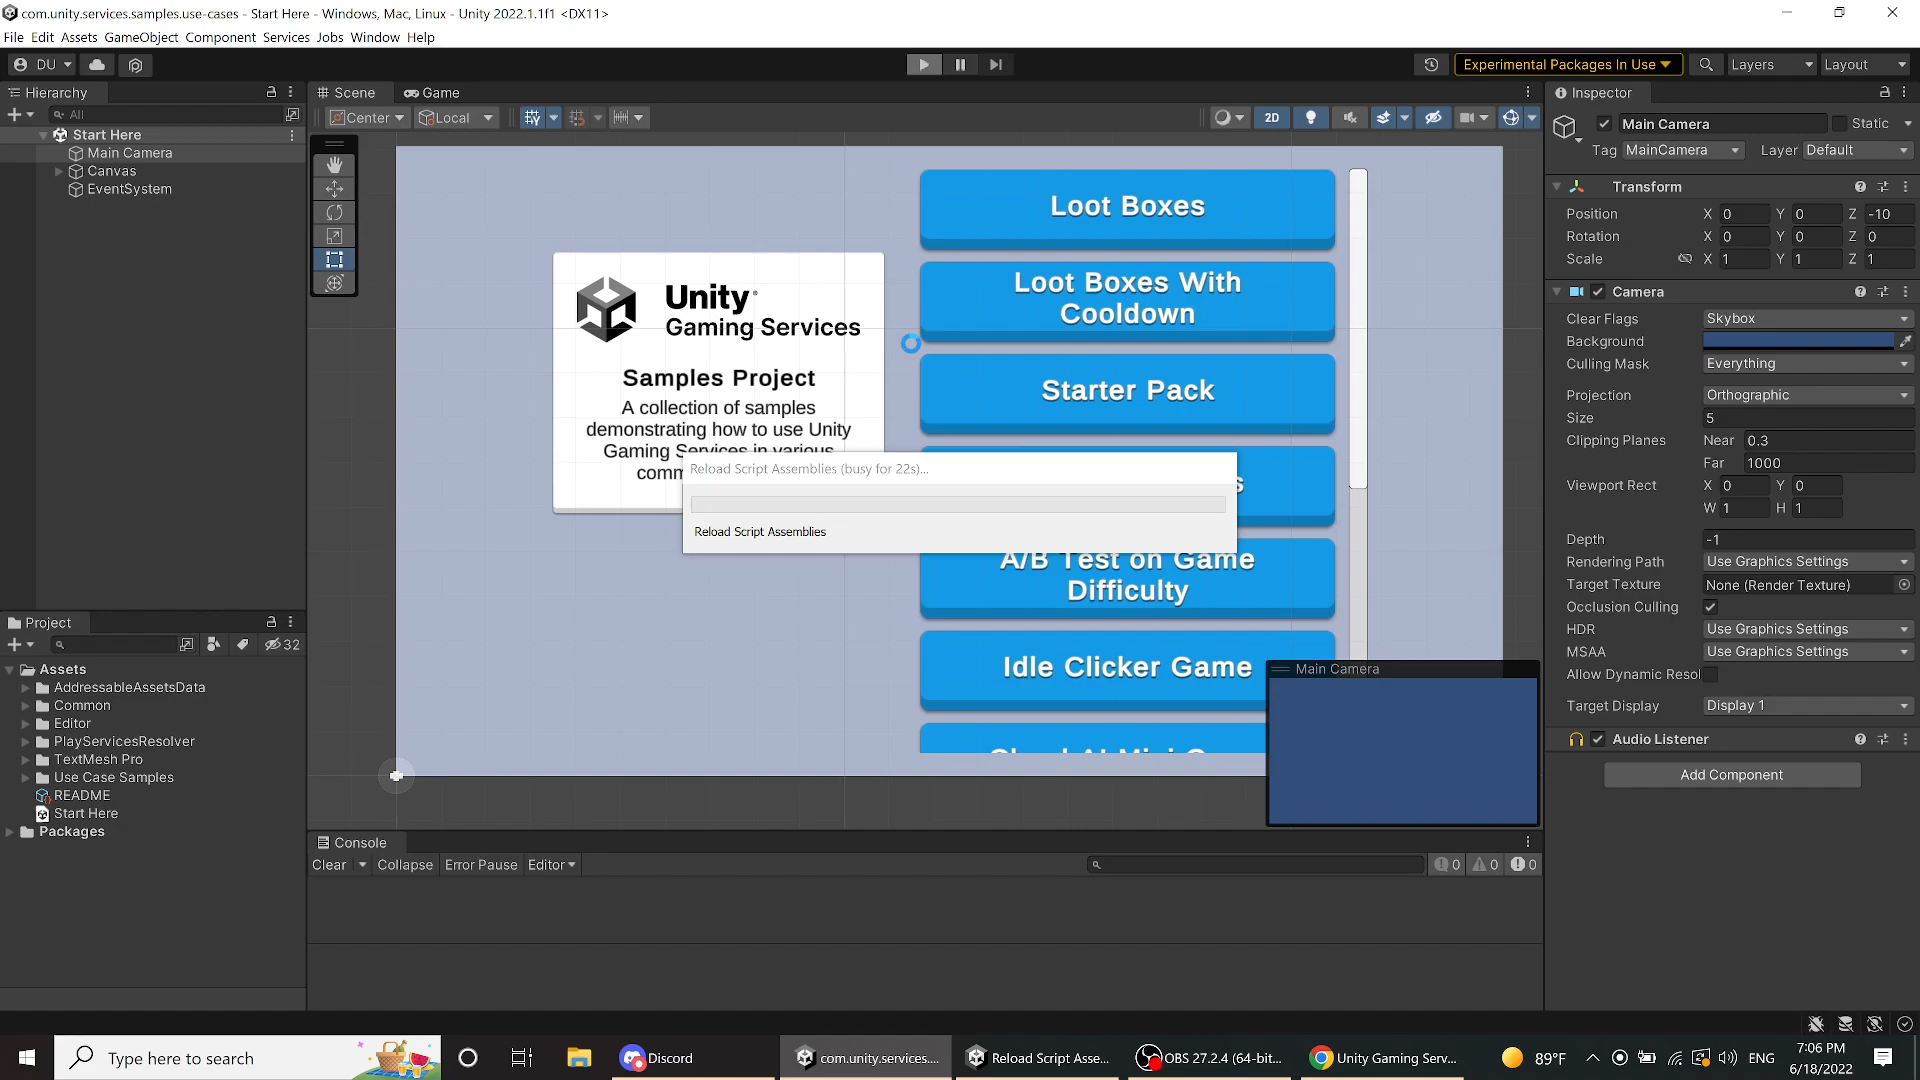 com.unity.services.samples.use-cases - Start Here - Windows, Mac, Linux - Unity 2022.1.1f1 <DX11>
File Edit Assets GameObject Component Services Jobs Window Help
DU
Experimental Packages In Use
Layers
Layout
Hierarchy
All
Start Here
Main Camera
Canvas
EventSystem
Scene
Game
Center
Local
2D
Loot Boxes
Loot Boxes With
Cooldown
Starter Pack
s
A/B Test on Game
Difficulty
Idle Clicker Game
Unity
Gaming Services
Samples Project
A collection of samples
demonstrating how to use Unity
Gaming Services in various
comm
Reload Script Assemblies (busy for 22s)...
Reload Script Assemblies
Main Camera
Inspector
Main Camera
Static
Tag MainCamera
Layer Default
Transform
Position X 0 Y 0 Z -10
Rotation X 0 Y 0 Z 0
Scale X 1 Y 1 Z 1
Camera
Clear Flags Skybox
Background
Culling Mask Everything
Projection Orthographic
Size 5
Clipping Planes Near 0.3
Far 1000
Viewport Rect X 0 Y 0
W 1 H 1
Depth -1
Rendering Path Use Graphics Settings
Target Texture None (Render Texture)
Occlusion Culling
HDR Use Graphics Settings
MSAA Use Graphics Settings
Allow Dynamic Resol
Target Display Display 1
Audio Listener
Add Component
Project
32
Assets
AddressableAssetsData
Common
Editor
PlayServicesResolver
TextMesh Pro
Use Case Samples
README
Start Here
Packages
Console
Clear Collapse Error Pause Editor
0 0 0
Type here to search
Discord
com.unity.services....
Reload Script Asse...
OBS 27.2.4 (64-bit...
Unity Gaming Serv...
89°F
ENG
7:06 PM
6/18/2022